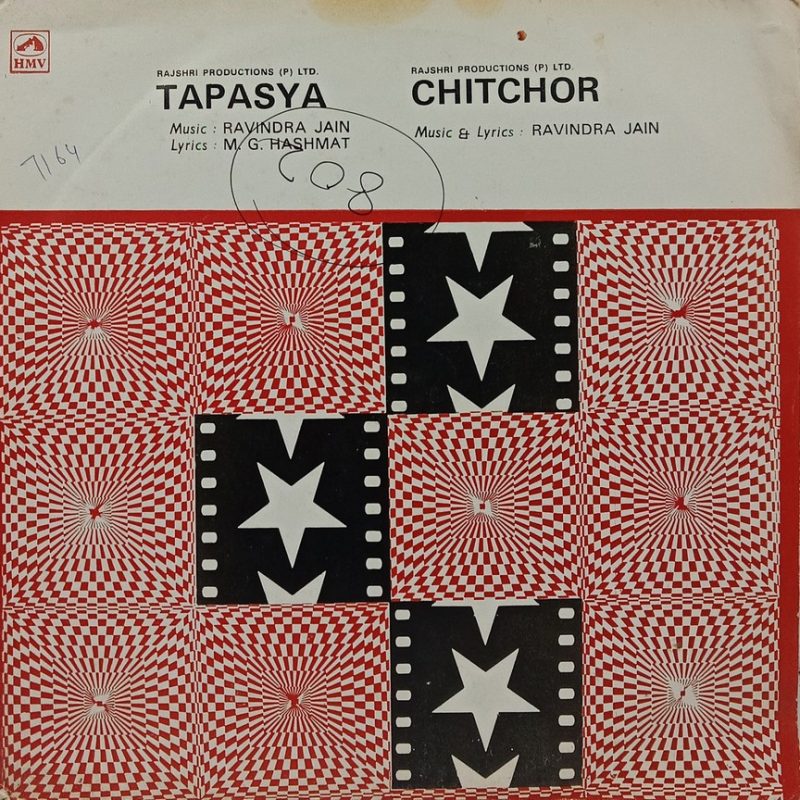 HMV
RAJSHRI PRODUCTIONS (P) LTD.
TAPASYA
Music : RAVINDRA JAIN
Lyrics : M. G. HASHMAT
RAJSHRI PRODUCTIONS (P) LTD.
CHITCHOR
Music & Lyrics : RAVINDRA JAIN
7164